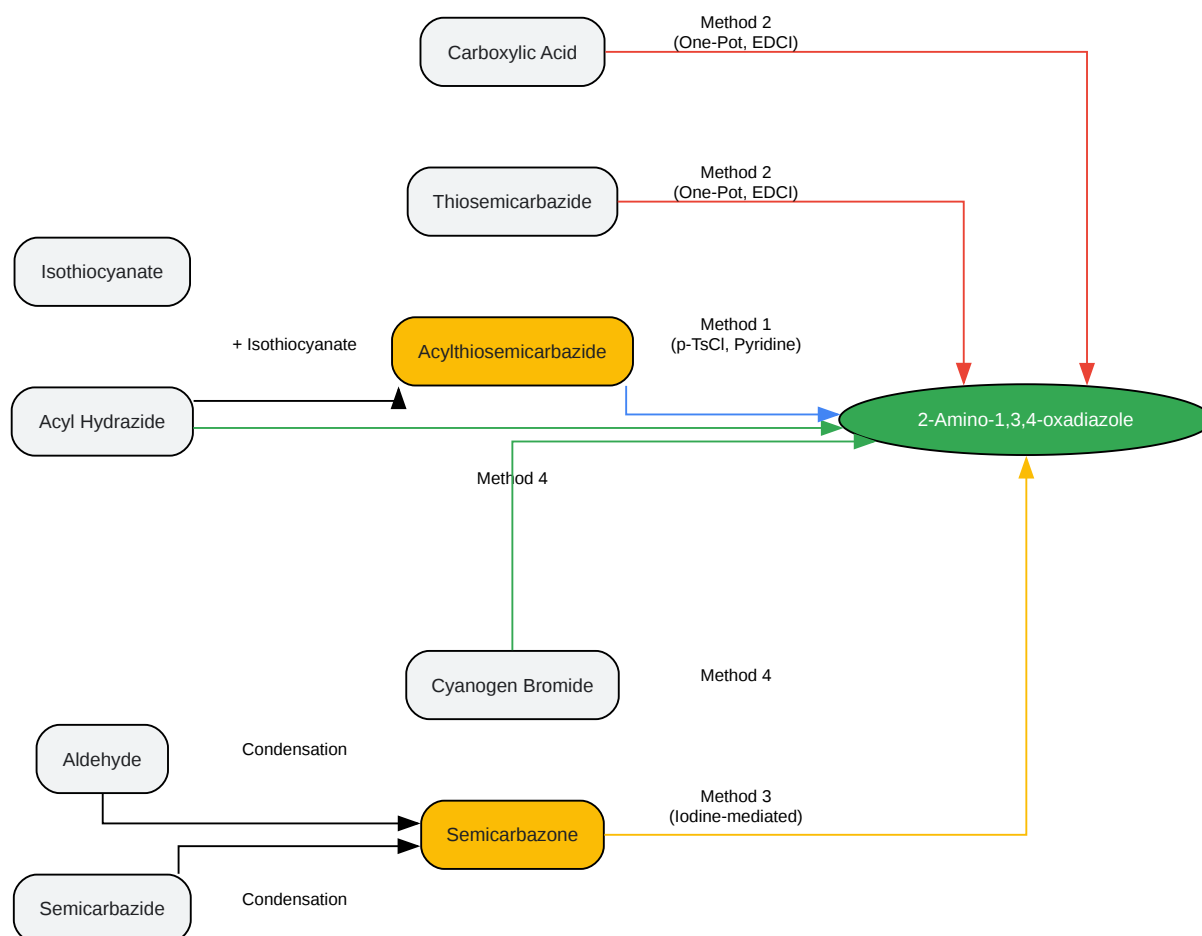 Method 2
(One-Pot, EDCI)
Carboxylic Acid
Method 2
(One-Pot, EDCI)
Thiosemicarbazide
Isothiocyanate
+ Isothiocyanate
Acylthiosemicarbazide
Method 1
(p-TsCl, Pyridine)
Acyl Hydrazide
2-Amino-1,3,4-oxadiazole
Method 4
Cyanogen Bromide
Method 4
Aldehyde
Condensation
Semicarbazone
Method 3
(Iodine-mediated)
Semicarbazide
Condensation